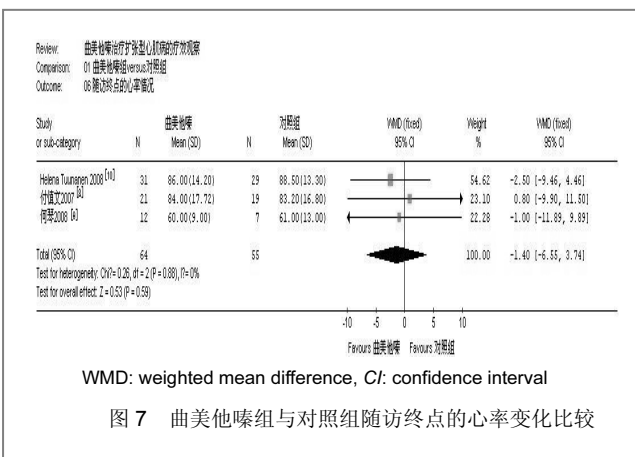 Review: 曲美他嗪治疗扩张型心肌病的疗效观察
Comparison: 01 曲美他嗪组versus对照组
Outcome: 06 随访终点的心率情况
Study 曲美他嗪 对照组 WMD (fixed) Weight WMD (fixed)
or sub-category N Mean (SD) N Mean (SD) 95% CI % 95% CI
Helena Tuunanen 2008 [10] 31 86.00(14.20) 29 88.50(13.30) 54.62 -2.50 [-9.46, 4.46]
付值文2007 21 84.00(17.72) 19 83.20(16.80) 23.10 0.80 [-9.90, 11.50]
何琴2008 12 60.00(9.00) 7 61.00(13.00) 22.28 -1.00 [-11.89, 9.89]
Total (95% CI) 64 55 100.00 -1.40 [-6.55, 3.74]
Test for heterogeneity: Chi?= 0.26, df = 2 (P = 0.88), I?= 0%
Test for overall effect: Z = 0.53 (P = 0.59)
-10 -5 0 5 10
Favours 曲美他嗪 Favours 对照组
WMD: weighted mean difference, CI: confidence interval
图 7 曲美他嗪组与对照组随访终点的心率变化比较